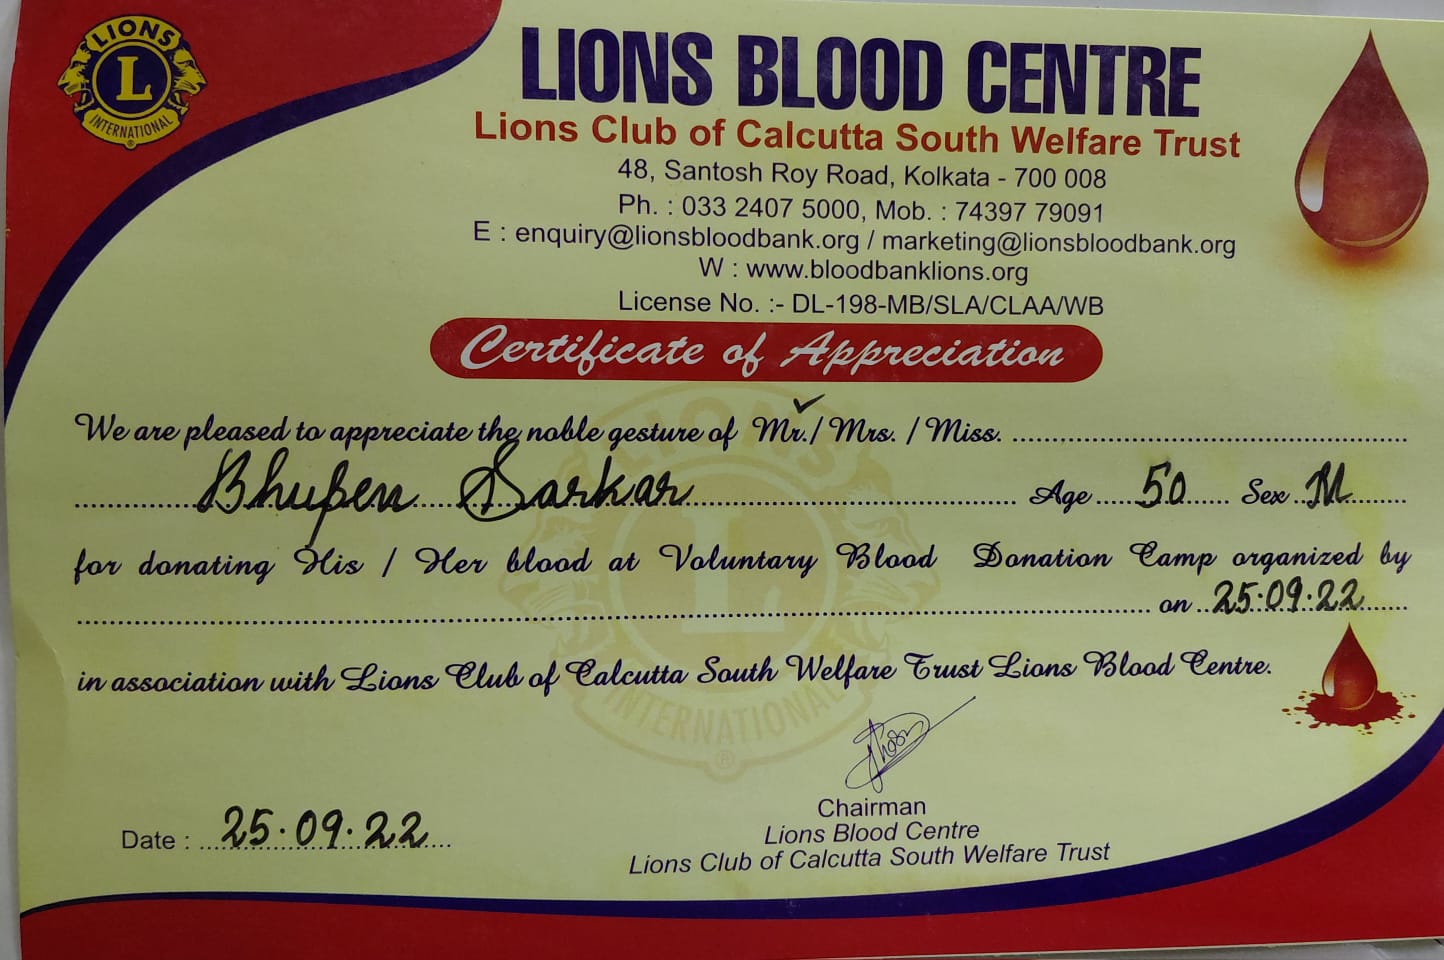 LIONS
L
INTERNATIONAL
LIONS BLOOD CENTRE
Lions Club of Calcutta South Welfare Trust
48, Santosh Roy Road, Kolkata - 700 008
Ph. : 033 2407 5000, Mob. : 74397 79091
E : enquiry@lionsbloodbank.org / marketing@lionsbloodbank.org
W : www.bloodbanklions.org
License No. :- DL-198-MB/SLA/CLAA/WB
Certificate of Appreciation
We are pleased to appreciate the noble gesture of Mr./ Mrs. / Miss.
Bhupen Sarkar Age 50 Sex M
for donating His / Her blood at Voluntary Blood Donation Camp organized by
on 25.09.22
in association with Lions Club of Calcutta South Welfare Trust Lions Blood Centre.
Chairman
Lions Blood Centre
Lions Club of Calcutta South Welfare Trust
Date : 25.09.22
LIONS
L
INTERNATIONAL